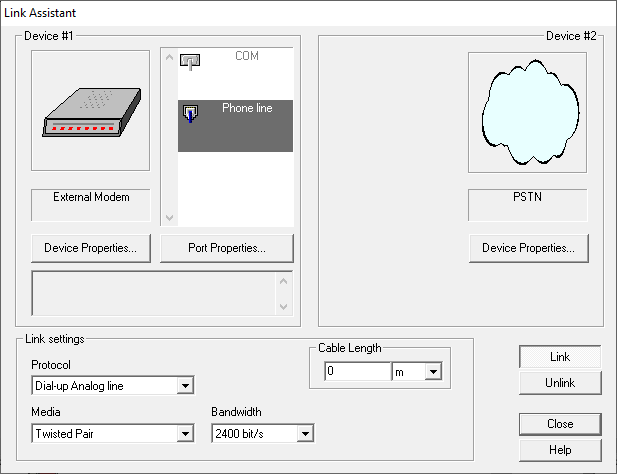 Link Assistant
Device #1
Device #2
COM
Phone line
External Modem
PSTN
Device Properties...
Port Properties...
Device Properties...
Link settings
Protocol
Dial-up Analog line
Cable Length
0
m
Media
Twisted Pair
Bandwidth
2400 bit/s
Link
Unlink
Close
Help